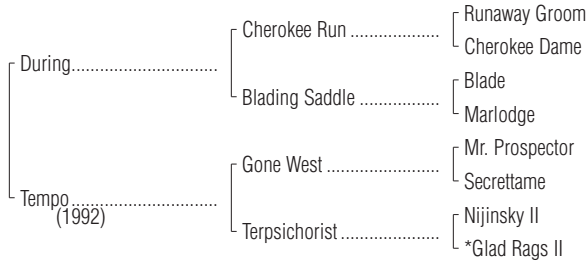 Runaway Groom
Cherokee Run ....................
Cherokee Dame
During.................................
Blade
Blading Saddle ..................
Marlodge
Mr. Prospector
Gone West .........................
Secrettame
Tempo.................................
(1992)
Nijinsky II
Terpsichorist ......................
*Glad Rags II